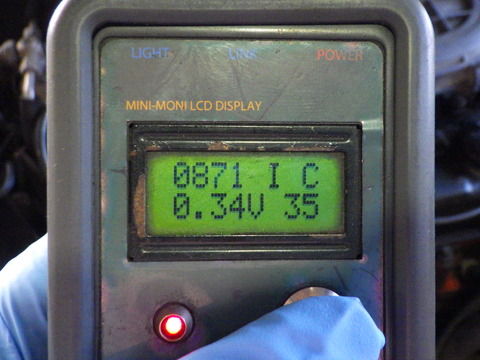 LIGHT LINK POWER
MINI-MONI LCD DISPLAY
0871 I C
0.34V 35